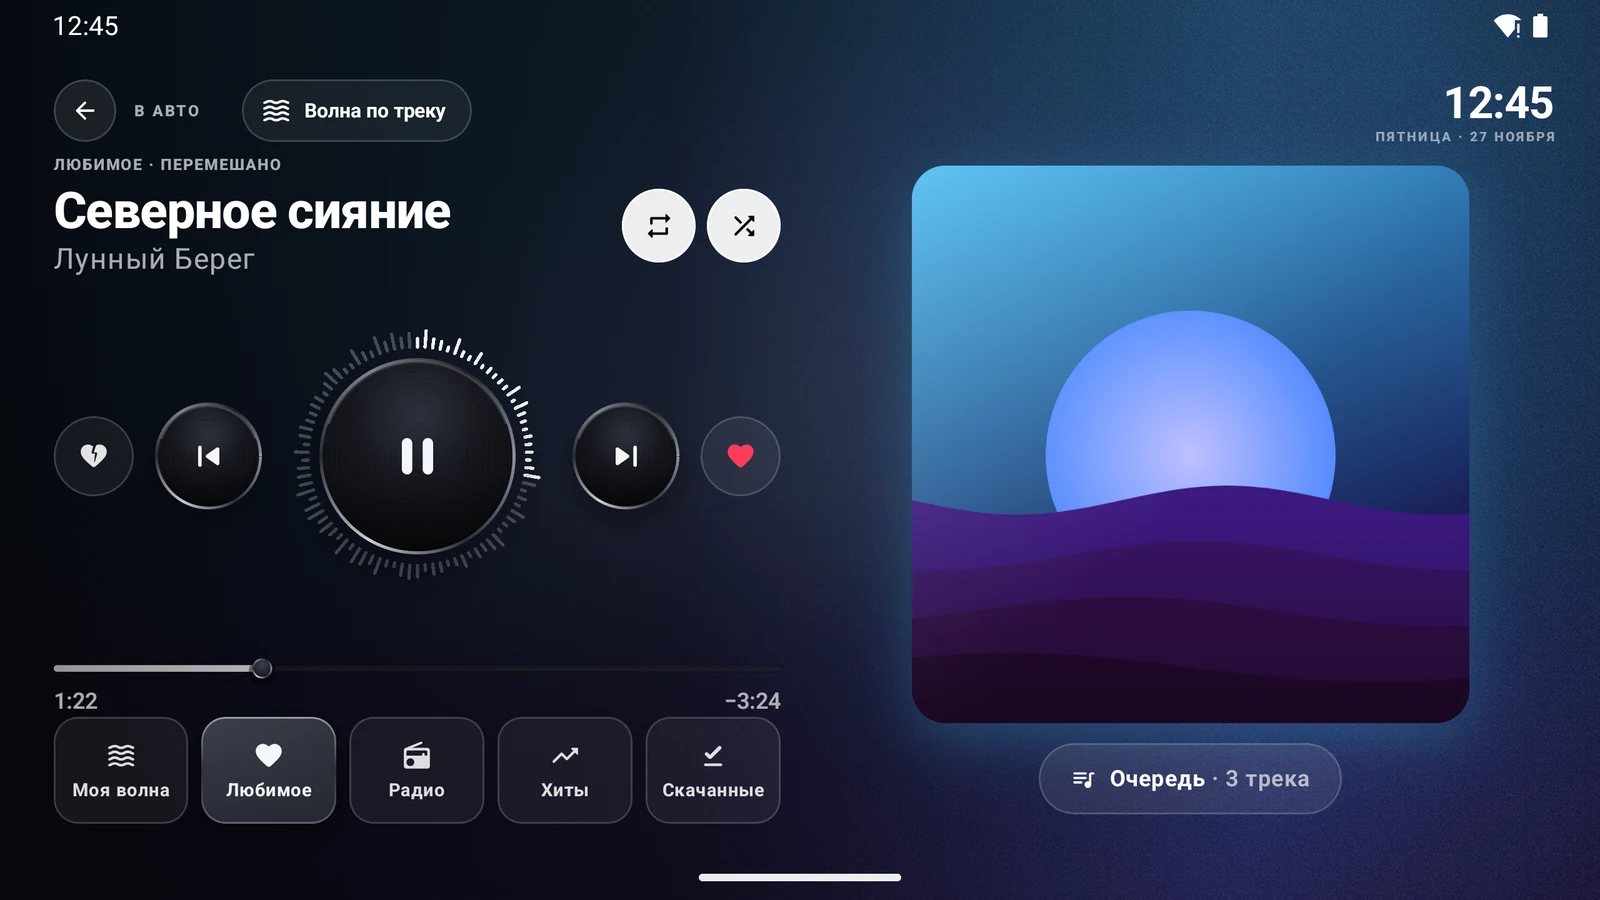 12:45
В АВТО
Волна по треку
12:45
ПЯТНИЦА · 27 НОЯБРЯ
ЛЮБИМОЕ · ПЕРЕМЕШАНО
Северное сияние
Лунный Берег
1:22
−3:24
Моя волна
Любимое
Радио
Хиты
Скачанные
Очередь · 3 трека